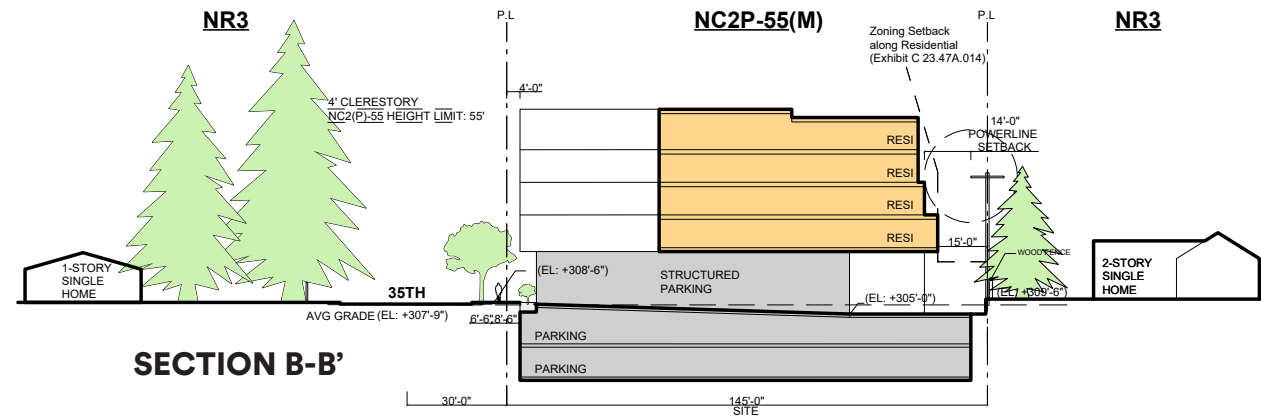 NR3
P.L
NC2P-55(M)
P.L
NR3
Zoning Setback
along Residential
(Exhibit C 23.47A.014)
4'-0"
4' CLERESTORY
NC2(P)-55 HEIGHT LIMIT: 55'
14'-0"
POWERLINE
SETBACK
RESI
RESI
RESI
RESI
15'-0"
WOOD FENCE
1-STORY
SINGLE
HOME
2-STORY
SINGLE
HOME
(EL: +308'-6")
STRUCTURED
PARKING
35TH
(EL: +305'-0")
(EL: +309'-6")
AVG GRADE (EL: +307'-9")
6'-6"
8'-6"
PARKING
PARKING
SECTION B-B’
30'-0"
145'-0"
SITE